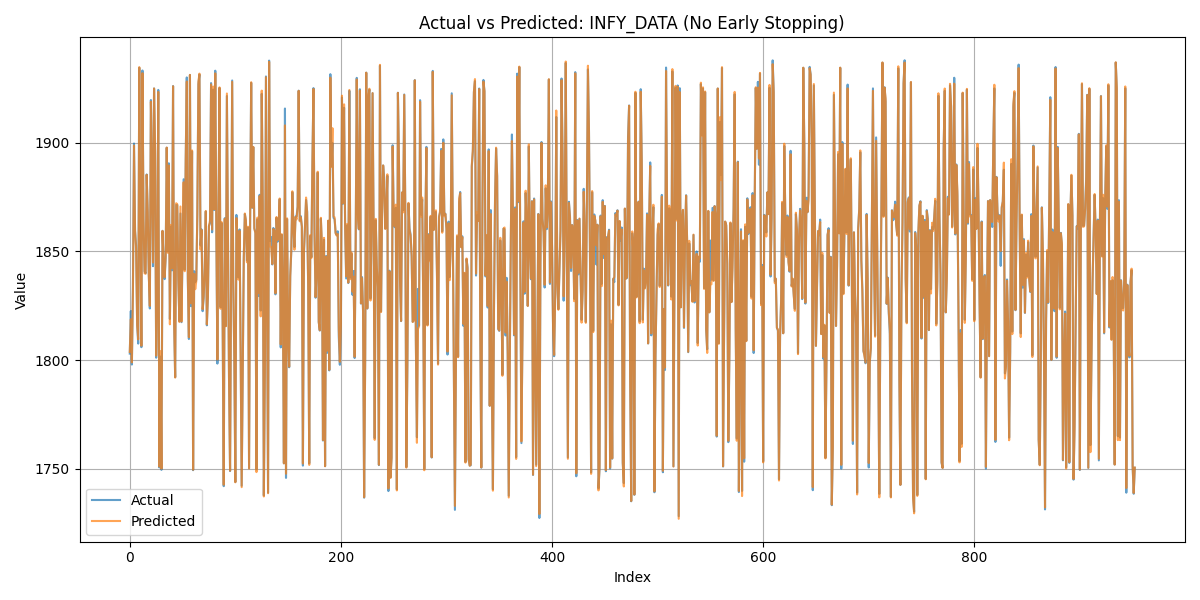 Actual vs Predicted: INFY_DATA (No Early Stopping)
Value
1900
1850
1800
1750
Actual
Predicted
0
200
400
600
800
Index